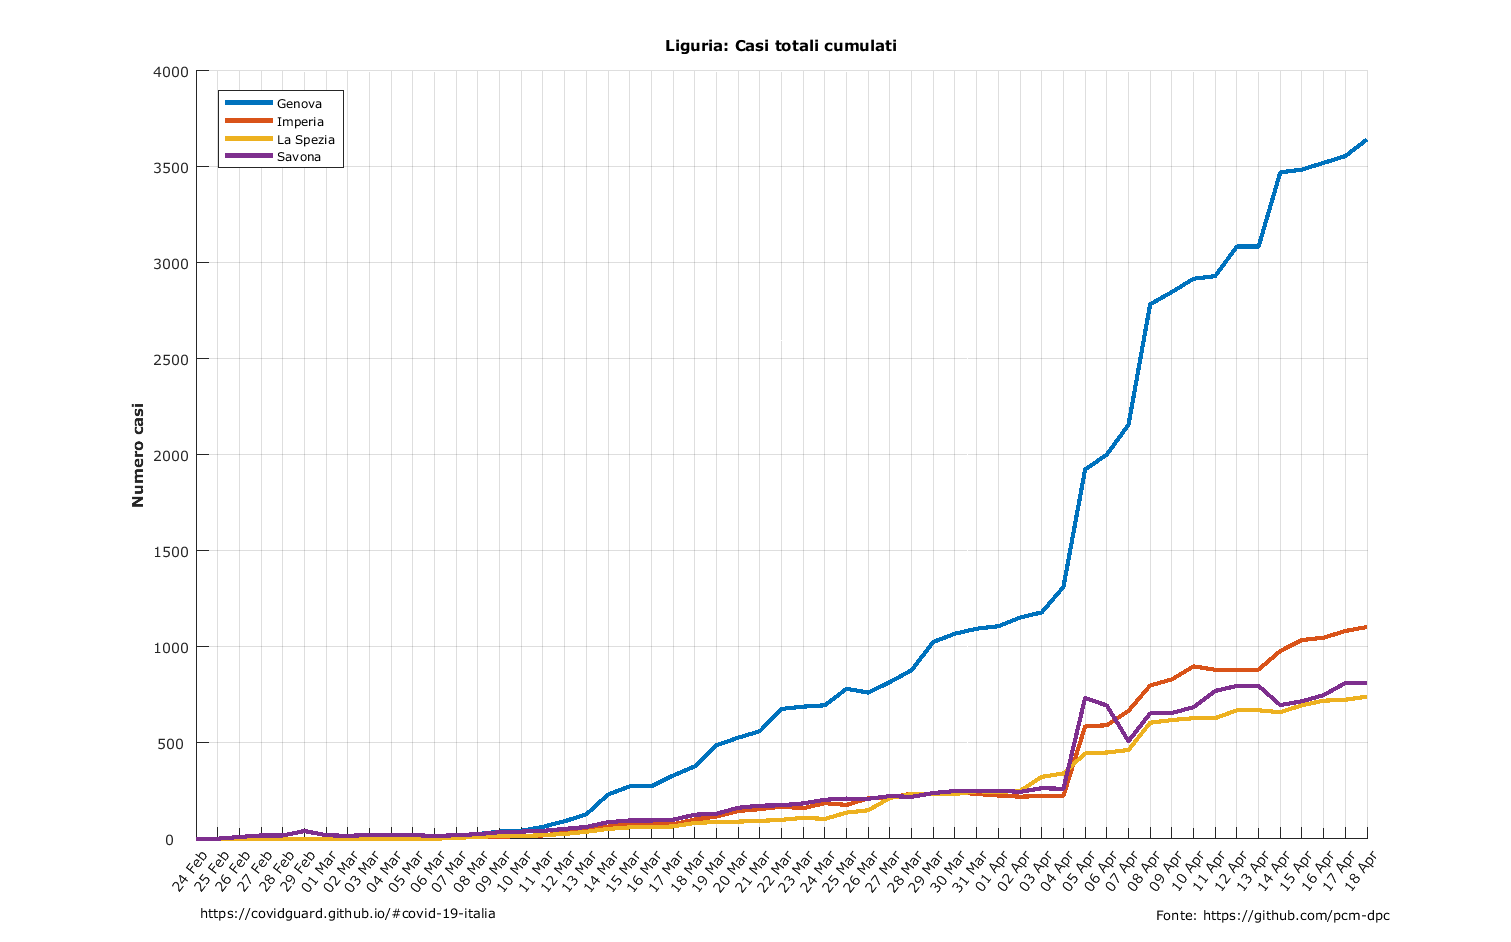 Liguria: Casi totali cumulati
Numero casi
4000
3500
3000
2500
2000
1500
1000
500
0
Genova
Imperia
La Spezia
Savona
24 Feb
25 Feb
26 Feb
27 Feb
28 Feb
29 Feb
01 Mar
02 Mar
03 Mar
04 Mar
05 Mar
06 Mar
07 Mar
08 Mar
09 Mar
10 Mar
11 Mar
12 Mar
13 Mar
14 Mar
15 Mar
16 Mar
17 Mar
18 Mar
19 Mar
20 Mar
21 Mar
22 Mar
23 Mar
24 Mar
25 Mar
26 Mar
27 Mar
28 Mar
29 Mar
30 Mar
31 Mar
01 Apr
02 Apr
03 Apr
04 Apr
05 Apr
06 Apr
07 Apr
08 Apr
09 Apr
10 Apr
11 Apr
12 Apr
13 Apr
14 Apr
15 Apr
16 Apr
17 Apr
18 Apr
https://covidguard.github.io/#covid-19-italia
Fonte: https://github.com/pcm-dpc